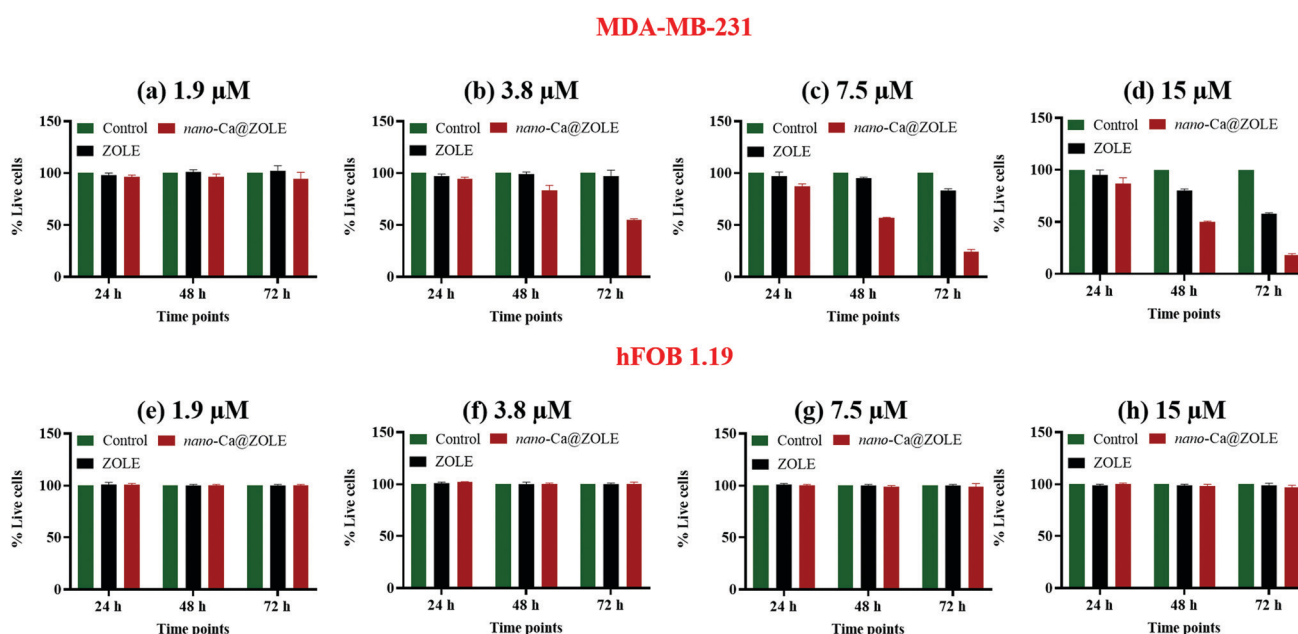 MDA-MB-231
(a) 1.9 μM
150
100
50
0
% Live cells
Control
nano-Ca@ZOLE
ZOLE
24 h 48 h 72 h
Time points
(b) 3.8 μM
150
100
50
0
% Live cells
Control
nano-Ca@ZOLE
ZOLE
24 h 48 h 72 h
Time points
(c) 7.5 μM
150
100
50
0
% Live cells
Control
nano-Ca@ZOLE
ZOLE
24 h 48 h 72 h
Time points
(d) 15 μM
150
100
50
0
% Live cells
Control
nano-Ca@ZOLE
ZOLE
24 h 48 h 72 h
Time points
hFOB 1.19
(e) 1.9 μM
150
100
50
0
% Live cells
Control
nano-Ca@ZOLE
ZOLE
24 h 48 h 72 h
Time points
(f) 3.8 μM
150
100
50
0
% Live cells
Control
nano-Ca@ZOLE
ZOLE
24 h 48 h 72 h
Time points
(g) 7.5 μM
150
100
50
0
% Live cells
Control
nano-Ca@ZOLE
ZOLE
24 h 48 h 72 h
Time points
(h) 15 μM
150
100
50
0
% Live cells
Control
nano-Ca@ZOLE
ZOLE
24 h 48 h 72 h
Time points